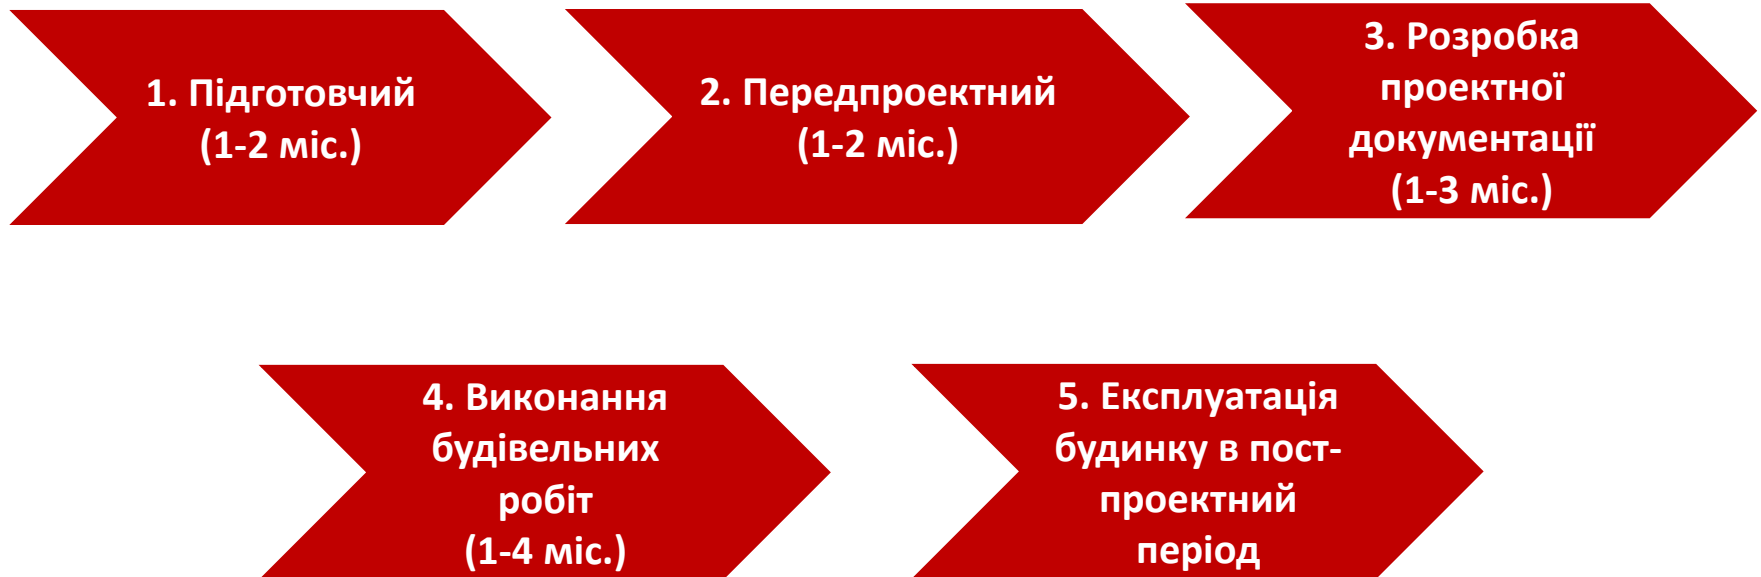 1. Підготовчий
(1-2 міс.)
2. Передпроектний
(1-2 міс.)
3. Розробка
проектної
документації
(1-3 міс.)
4. Виконання
будівельних
робіт
(1-4 міс.)
5. Експлуатація
будинку в пост-
проектний
період